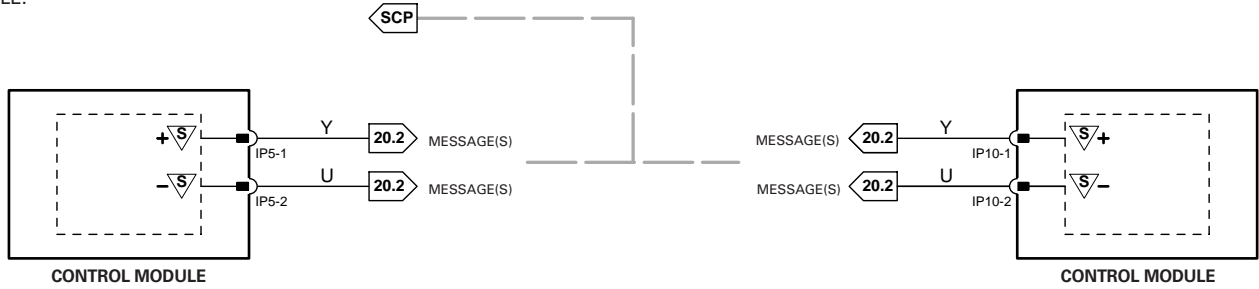 LE:
SCP
+ S Y 20.2 MESSAGE(S)
IP5-1
– S U 20.2 MESSAGE(S)
IP5-2
CONTROL MODULE
MESSAGE(S) 20.2 Y S +
IP10-1
MESSAGE(S) 20.2 U S –
IP10-2
CONTROL MODULE